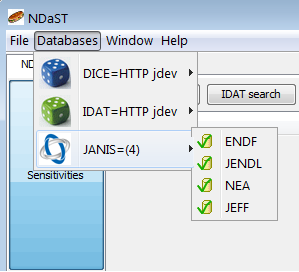 NDaST
File Databases Window Help
DICE=HTTP jdev
IDAT=HTTP jdev
IDAT search
JANIS=(4)
ENDF
JENDL
NEA
JEFF
Sensitivities